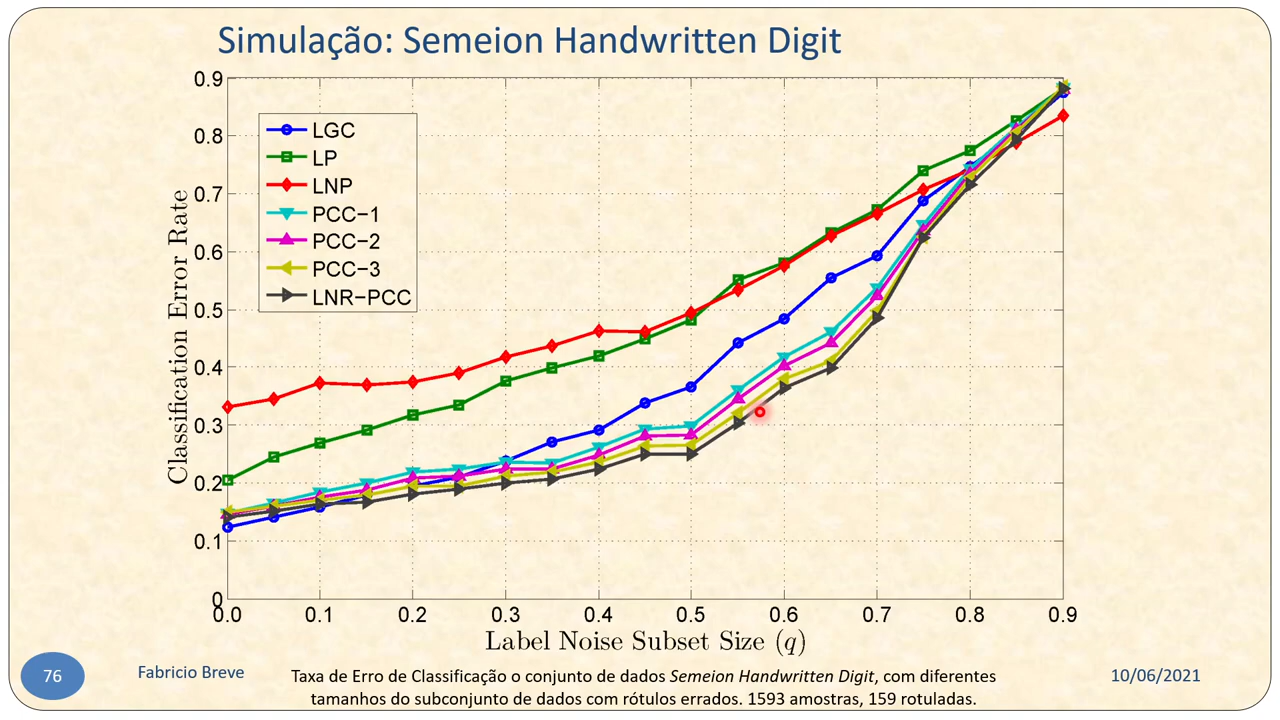 Simulação: Semeion Handwritten Digit
0.9
0.8
0.7
0.6
0.5
0.4
0.3
0.2
0.1
0
Classification Error Rate
LGC
LP
LNP
PCC−1
PCC−2
PCC−3
LNR−PCC
0.0 0.1 0.2 0.3 0.4 0.5 0.6 0.7 0.8 0.9
Label Noise Subset Size (q)
76
Fabricio Breve
Taxa de Erro de Classificação o conjunto de dados Semeion Handwritten Digit, com diferentes
tamanhos do subconjunto de dados com rótulos errados. 1593 amostras, 159 rotuladas.
10/06/2021